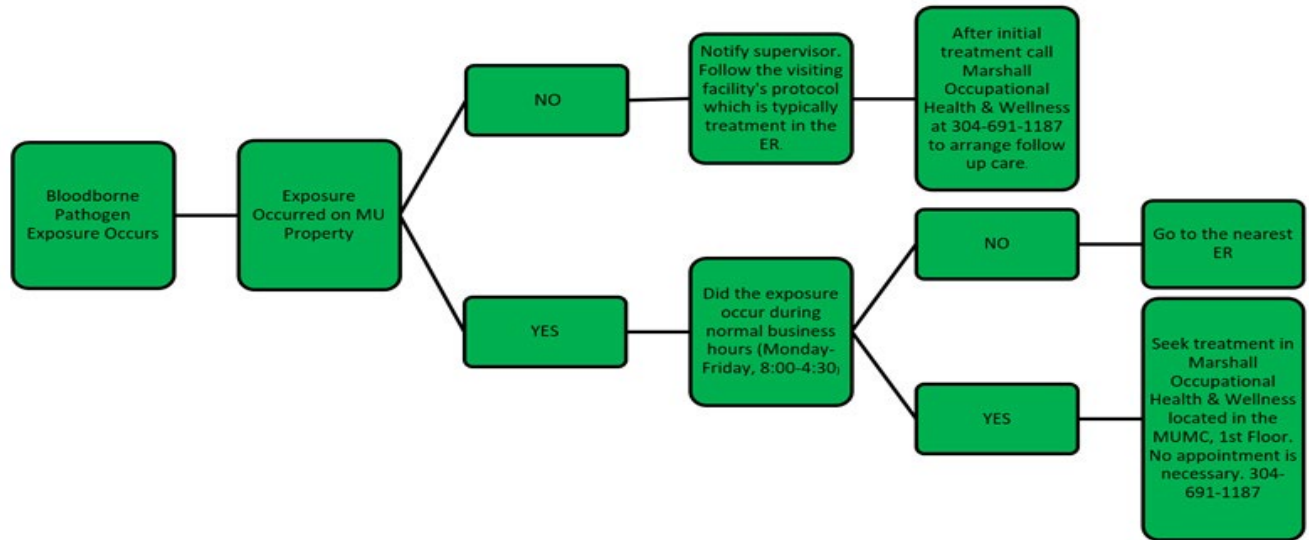 Bloodborne
Pathogen
Exposure Occurs
Exposure
Occurred on MU
Property
NO
Notify supervisor.
Follow the visiting
facility's protocol
which is typically
treatment in the
ER.
After initial
treatment call
Marshall
Occupational
Health & Wellness
at 304-691-1187
to arrange follow
up care.
YES
Did the exposure
occur during
normal business
hours (Monday-
Friday, 8:00-4:30)
NO
Go to the nearest
ER
YES
Seek treatment in
Marshall
Occupational
Health & Wellness
located in the
MUMC, 1st Floor.
No appointment is
necessary. 304-
691-1187